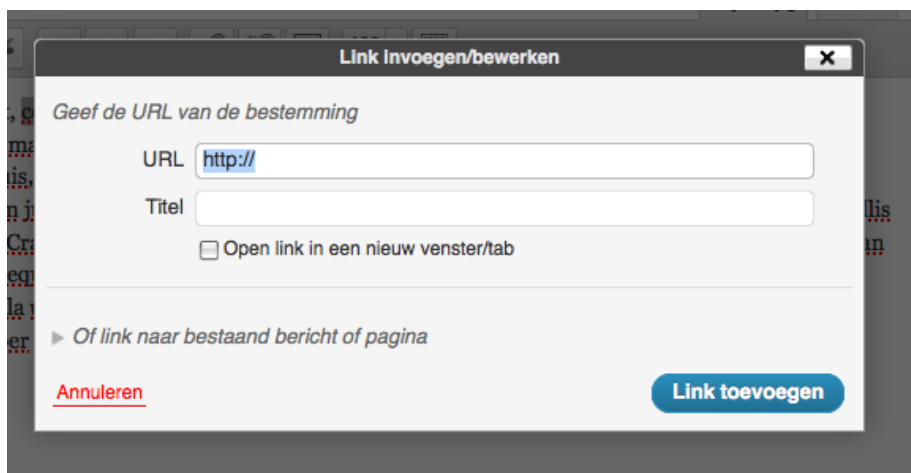 Link invoegen/bewerken
Geef de URL van de bestemming
URL http://
Titel
Open link in een nieuw venster/tab
Of link naar bestaand bericht of pagina
Annuleren
Link toevoegen